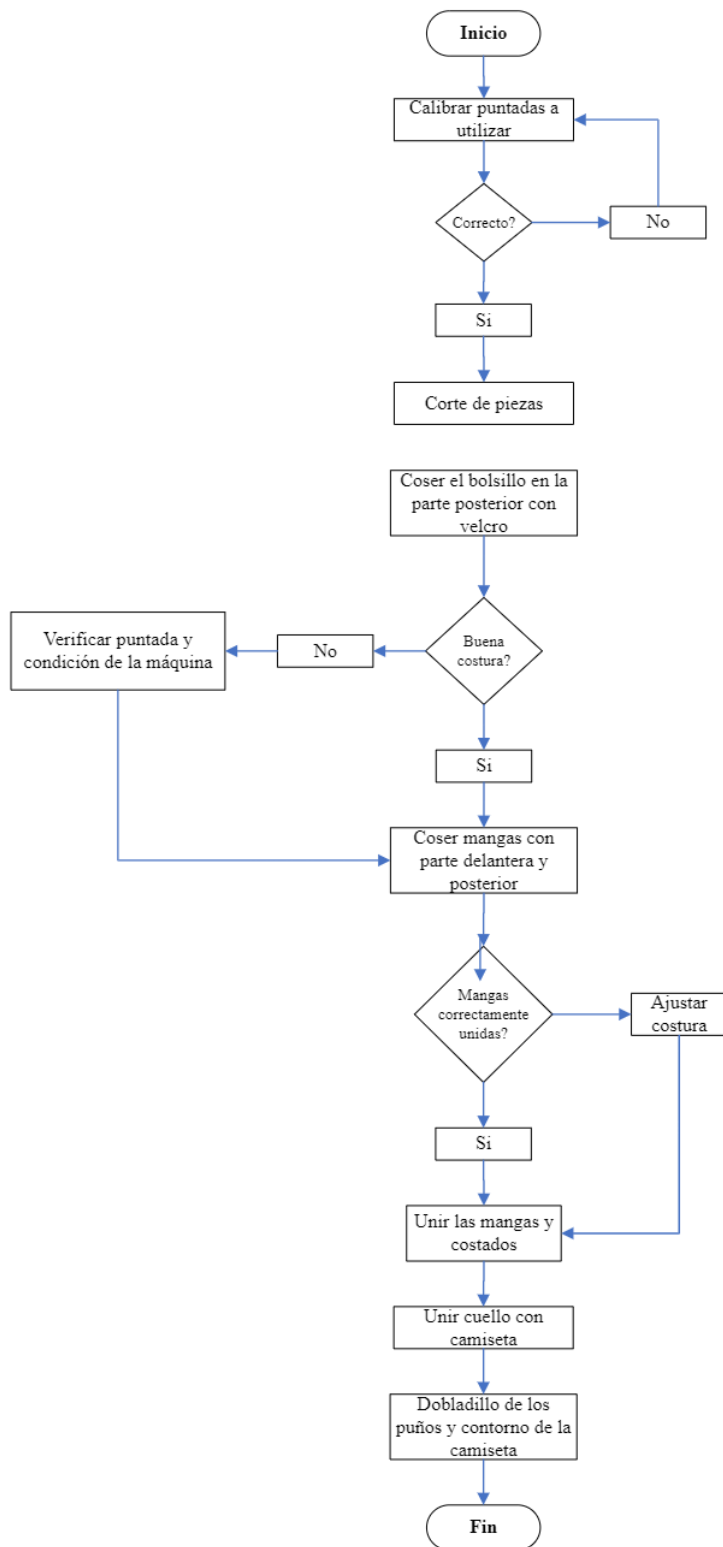 Inicio
Calibrar puntadas a
utilizar
Correcto?
No
Si
Corte de piezas
Coser el bolsillo en la
parte posterior con
velcro
Verificar puntada y
condición de la máquina
No
Buena
costura?
Si
Coser mangas con
parte delantera y
posterior
Mangas
correctamente
unidas?
Ajustar
costura
Si
Unir las mangas y
costados
Unir cuello con
camiseta
Dobladillo de los
puños y contorno de la
camiseta
Fin